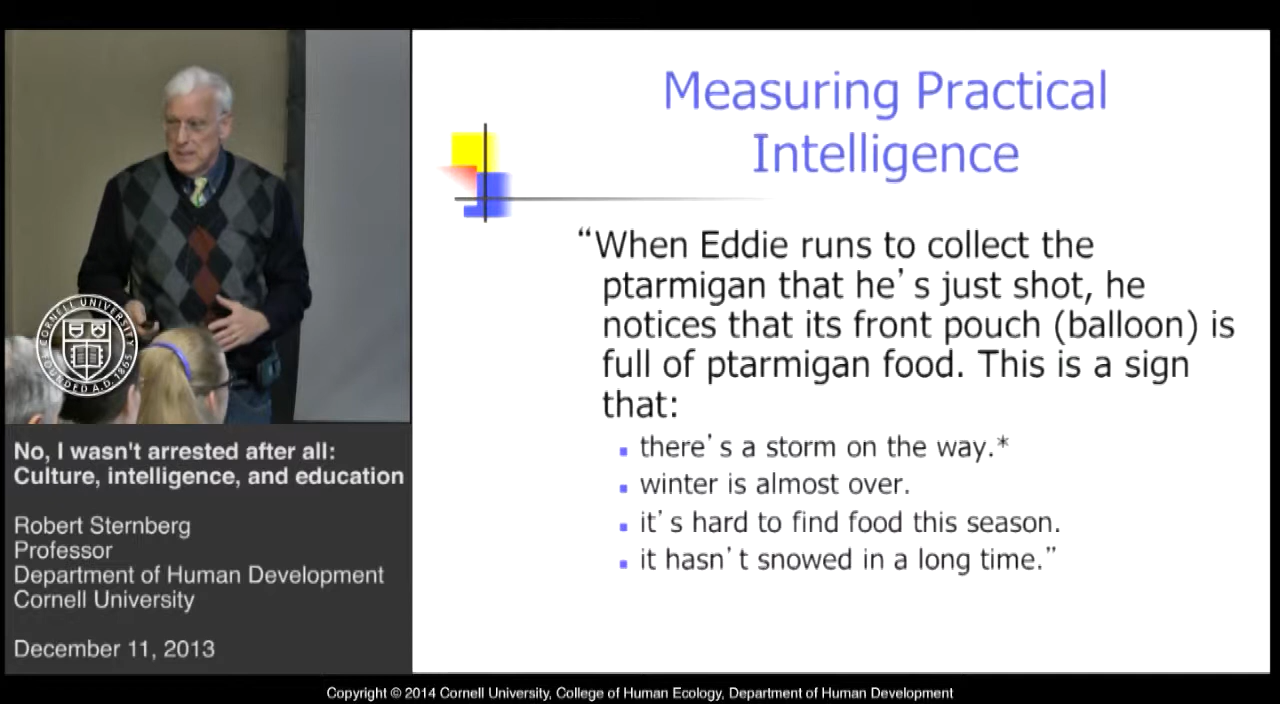 Measuring Practical
Intelligence
“When Eddie runs to collect the
ptarmigan that he’s just shot, he
notices that its front pouch (balloon) is
full of ptarmigan food. This is a sign
that:
there’s a storm on the way.*
winter is almost over.
it’s hard to find food this season.
it hasn’t snowed in a long time.”
CORNELL UNIVERSITY
FOUNDED A.D. 1865
No, I wasn't arrested after all:
Culture, intelligence, and education
Robert Sternberg
Professor
Department of Human Development
Cornell University
December 11, 2013
Copyright © 2014 Cornell University, College of Human Ecology, Department of Human Development